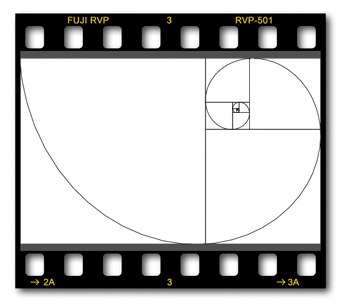 FUJI RVP 3 RVP-501
→ 2A 3 → 3A